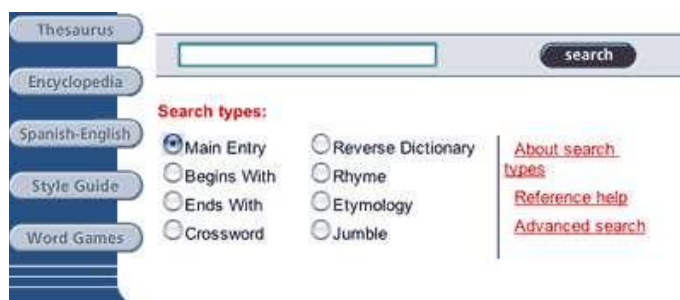 Thesaurus
Encyclopedia
Spanish-English
Style Guide
Word Games
search
Search types:
Main Entry
Begins With
Ends With
Crossword
Reverse Dictionary
Rhyme
Etymology
Jumble
About search
types
Reference help
Advanced search